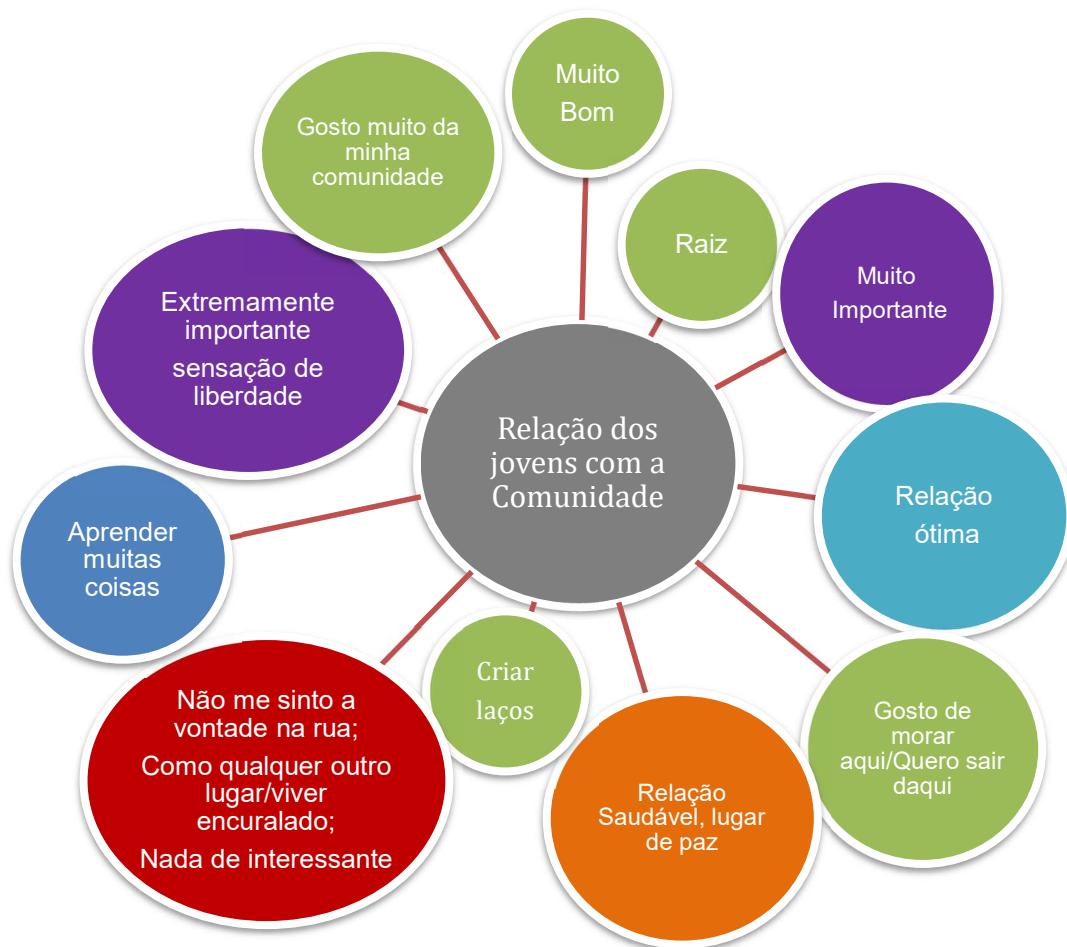 Muito
Bom
Gosto muito da
minha
comunidade
Raiz
Muito
Importante
Extremamente
importante
sensação de
liberdade
Relação dos
jovens com a
Comunidade
Relação
ótima
Aprender
muitas
coisas
Criar
laços
Não me sinto a
vontade na rua;
Como qualquer outro
lugar/viver
encuralado;
Nada de interessante
Gosto de
morar
aqui/Quero sair
daqui
Relação
Saudável, lugar
de paz